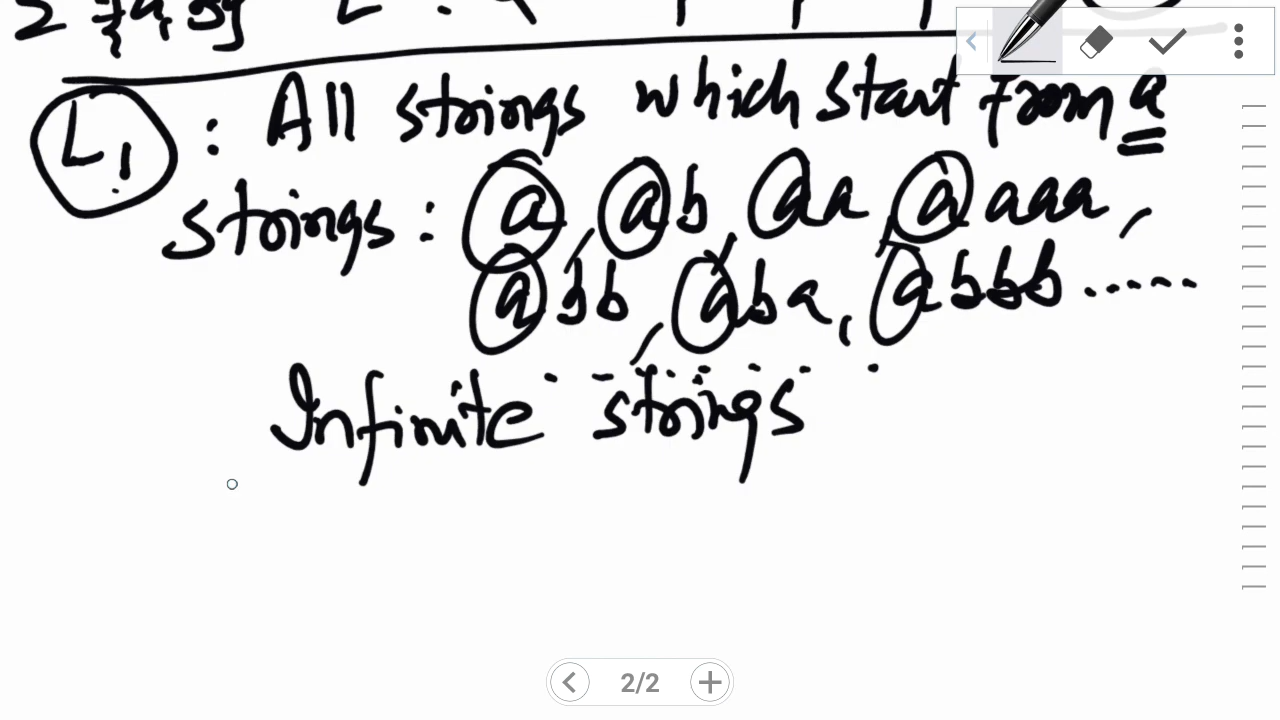 L1 : All strings which start from a
strings : a, ab, aa, aaaa,
abb, aba, abbb ......
Infinite strings
2/2